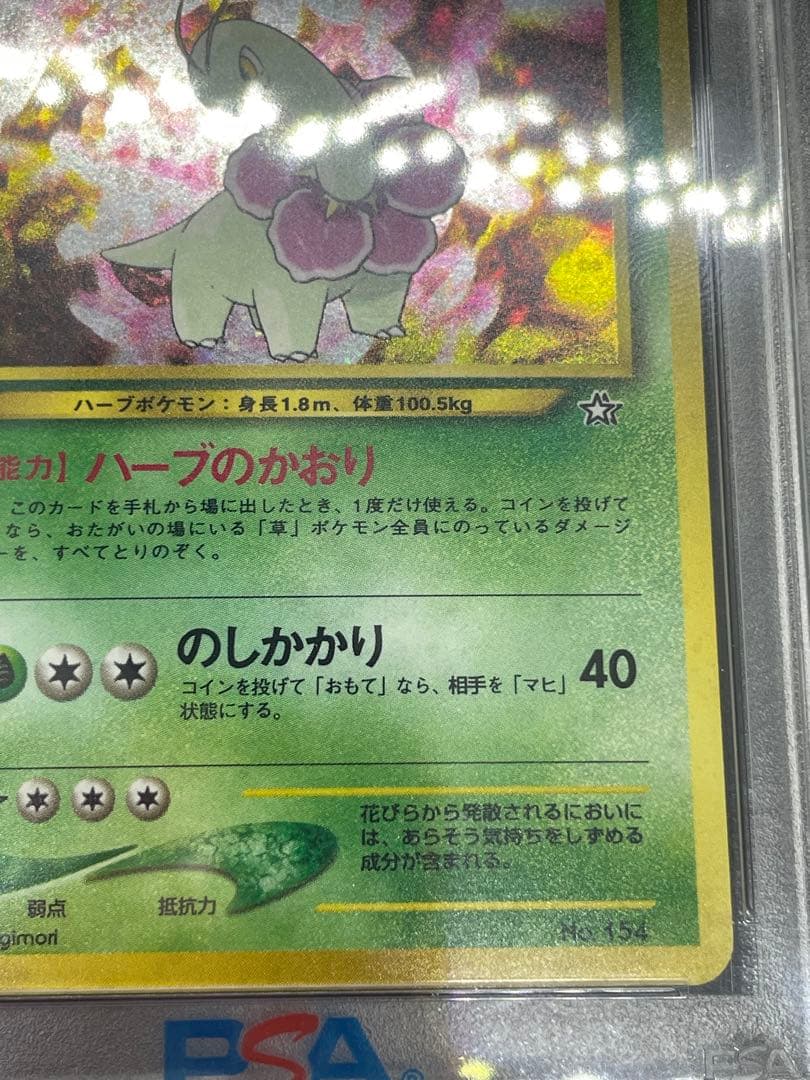 ハーブポケモン：身長1.8m、体重100.5kg
能力】ハーブのかおり
このカードを手札から場に出したとき、1度だけ使える。コインを投げて
なら、おたがいの場にいる「草」ポケモン全員にのっているダメージ
ーを、すべてとりのぞく。
のしかかり
40
コインを投げて「おもて」なら、相手を「マヒ」
状態にする。
花びらから発散されるにおいに
は、あらそう気持ちをしずめる
成分が含まれる。
弱点
抵抗力
gimori
No. 154
PSA®
PSA